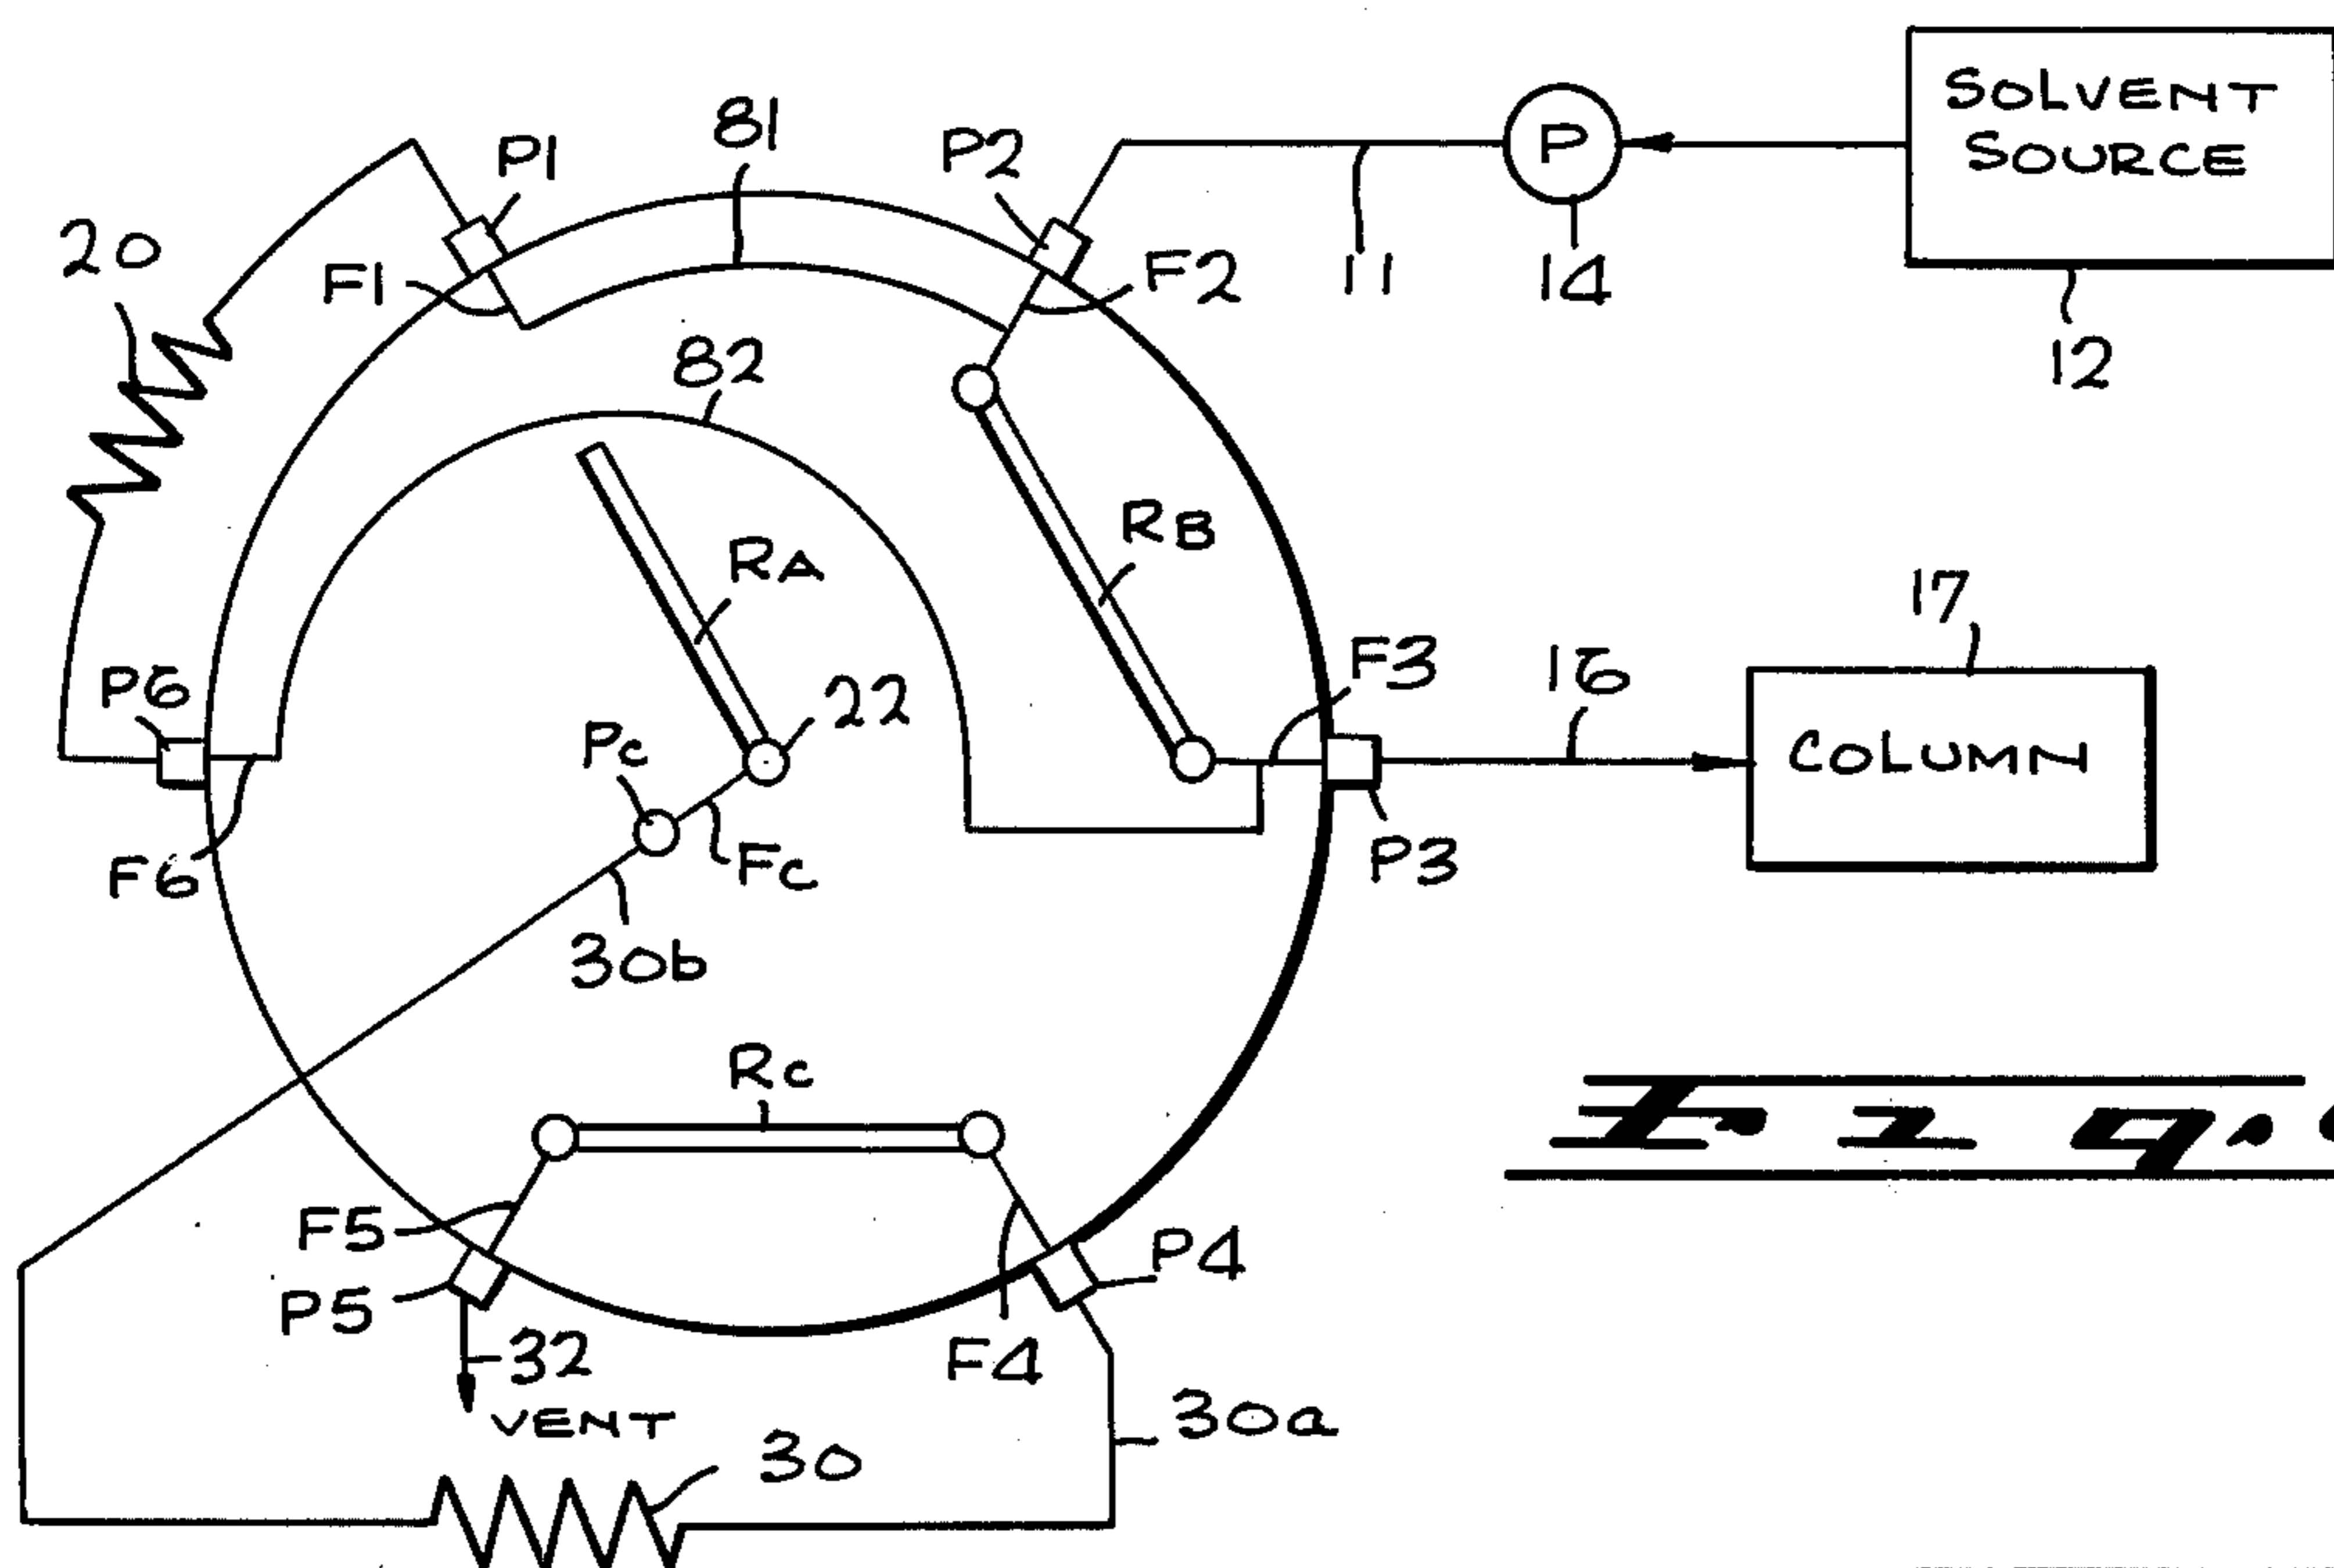 SOLVENT
SOURCE
P
81
P1
P2
20
F1
F2
11
14
12
82
RB
RA
17
F3
16
P6
22
Pc
COLUMN
Fc
P3
F6
30b
Rc
F5
P4
P5
32
F4
VENT
30a
30